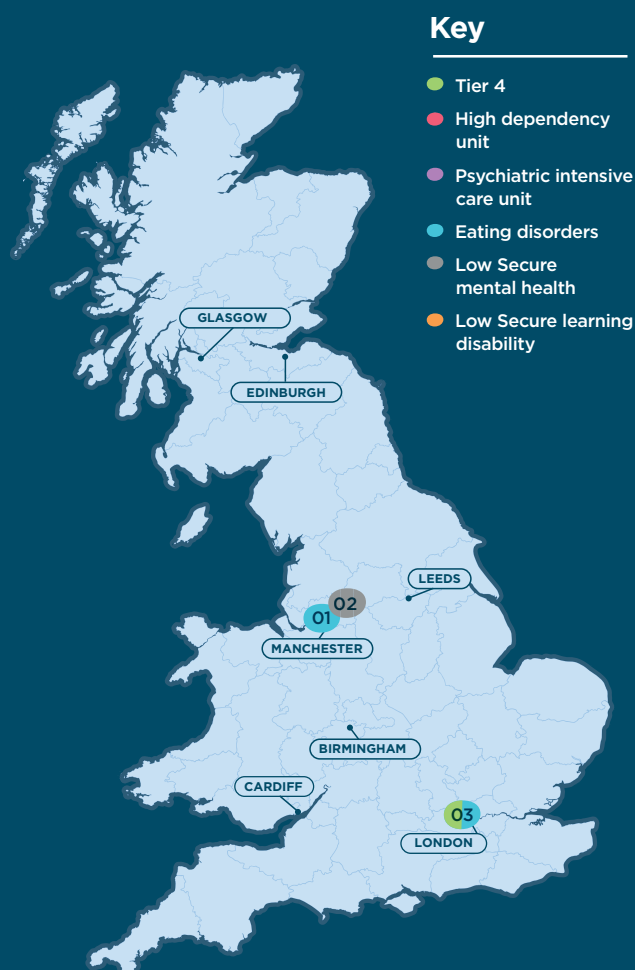 Key
Tier 4
High dependency
unit
Psychiatric intensive
care unit
Eating disorders
Low Secure
mental health
Low Secure learning
disability
GLASGOW
EDINBURGH
LEEDS
02
01
MANCHESTER
BIRMINGHAM
CARDIFF
03
LONDON